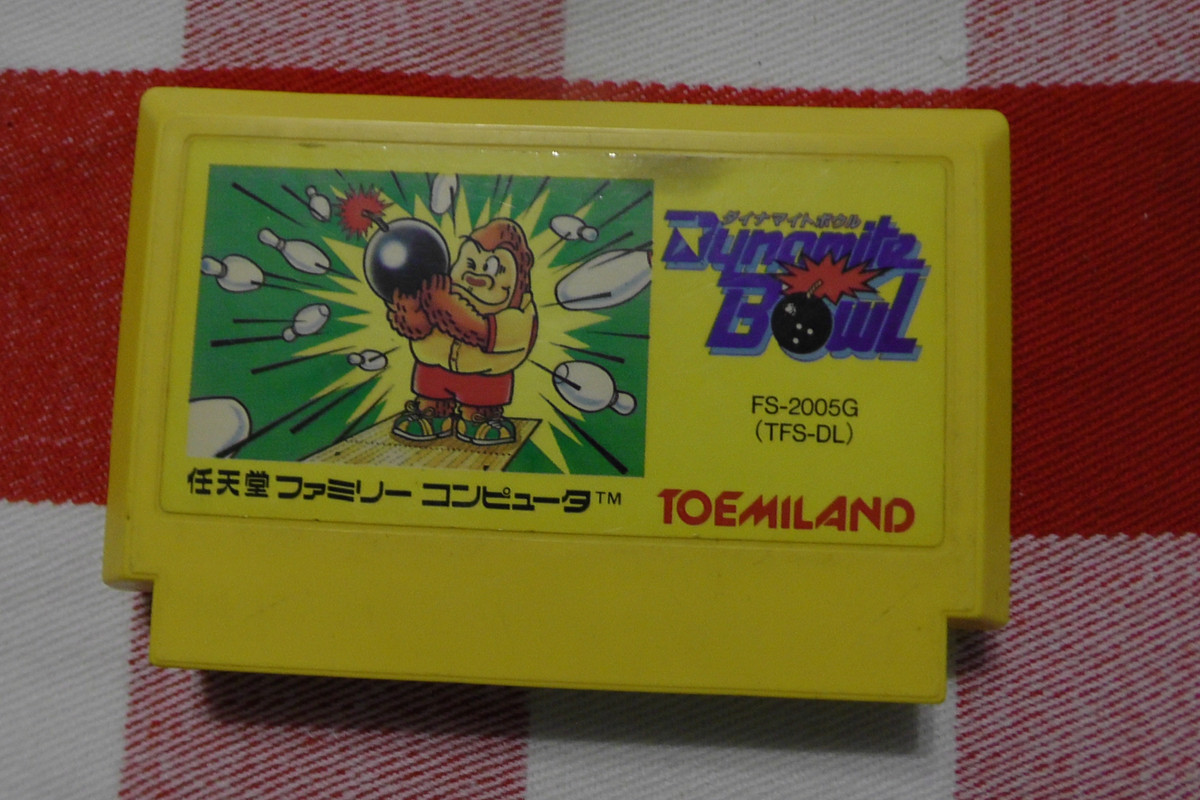 ダイナマイトボウル
Dynamite
Bowl
FS-2005G
(TFS-DL)
任天堂 ファミリー コンピュータ™
TOEMILAND